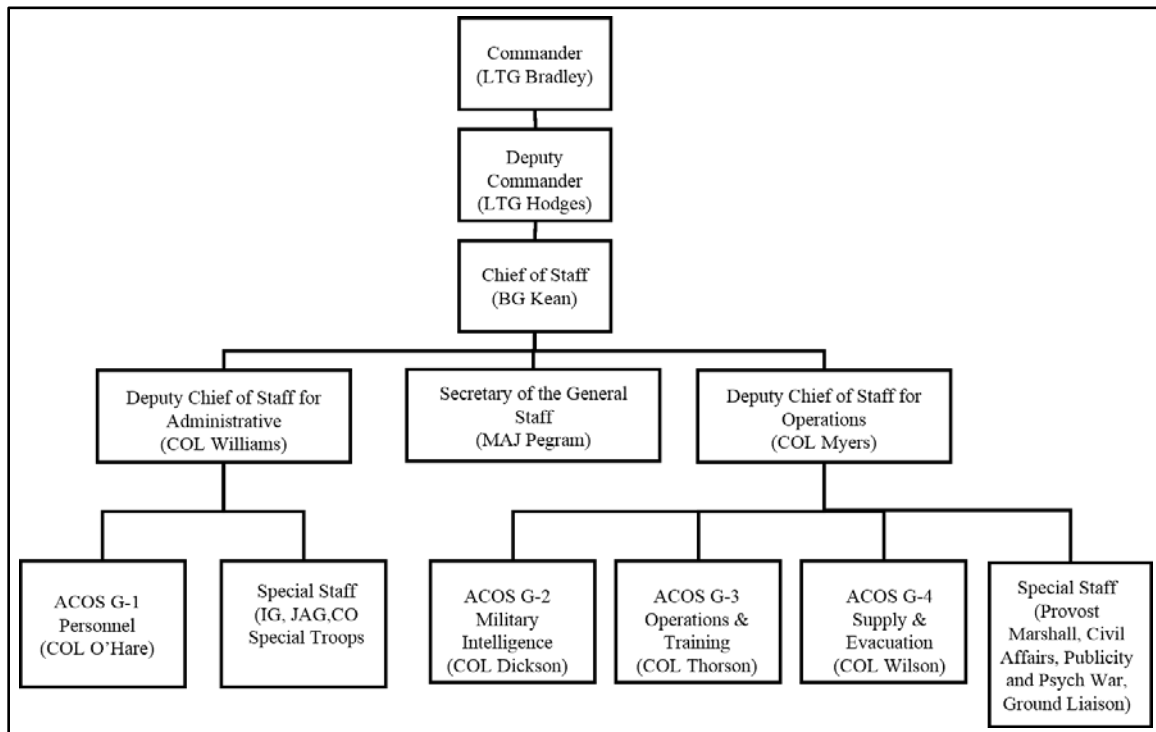 Commander
(LTG Bradley)
Deputy
Commander
(LTG Hodges)
Chief of Staff
(BG Kean)
Deputy Chief of Staff for
Administrative
(COL Williams)
Secretary of the General
Staff
(MAJ Pegram)
Deputy Chief of Staff for
Operations
(COL Myers)
ACOS G-1
Personnel
(COL O’Hare)
Special Staff
(IG, JAG,CO
Special Troops
ACOS G-2
Military
Intelligence
(COL Dickson)
ACOS G-3
Operations &
Training
(COL Thorson)
ACOS G-4
Supply &
Evacuation
(COL Wilson)
Special Staff
(Provost
Marshall, Civil
Affairs, Publicity
and Psych War,
Ground Liaison)